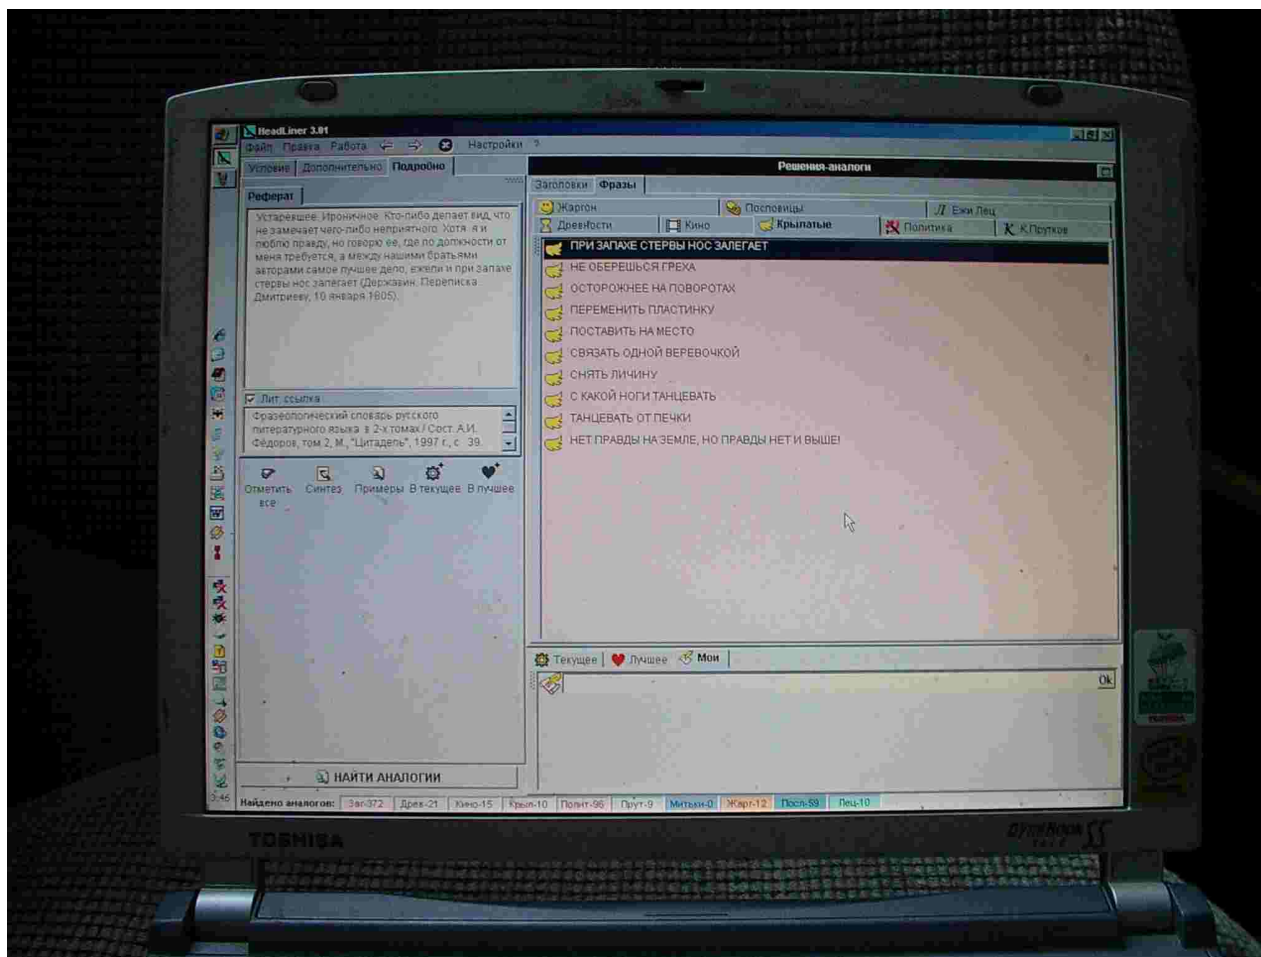 HeadLiner 3.01
Файл Правка Работа Настройки ?
Условие Дополнительно Подробно
Реферат
Устаревшее. Ироничное. Кто-либо делает вид, что
не замечает чего-либо неприятного. Хотя я и
люблю правду, но говорю ее, где по должности от
меня требуется, а между нашими братьями
авторами самое лучшее дело, ежели и при запахе
стервы нос залегает (Державин. Переписка
Дмитриеву, 10 января 1805).
Лит. ссылка
Фразеологический словарь русского
литературного языка в 2-х томах / Сост. А.И.
Фёдоров, том 2, М., "Цитадель", 1997 г., с. 39.
Отметить все
Синтез
Примеры
В текущее
В лучшее
НАЙТИ АНАЛОГИИ
Решения-аналоги
Заголовки Фразы
Жаргон Пословицы Л Ежи Лец
Древности Кино Крылатые Политика К К.Прутков
ПРИ ЗАПАХЕ СТЕРВЫ НОС ЗАЛЕГАЕТ
НЕ ОБЕРЕШЬСЯ ГРЕХА
ОСТОРОЖНЕЕ НА ПОВОРОТАХ
ПЕРЕМЕНИТЬ ПЛАСТИНКУ
ПОСТАВИТЬ НА МЕСТО
СВЯЗАТЬ ОДНОЙ ВЕРЕВОЧКОЙ
СНЯТЬ ЛИЧИНУ
С КАКОЙ НОГИ ТАНЦЕВАТЬ
ТАНЦЕВАТЬ ОТ ПЕЧКИ
НЕТ ПРАВДЫ НА ЗЕМЛЕ, НО ПРАВДЫ НЕТ И ВЫШЕ!
Текущее Лучшее Мои
Ok
3:46
Найдено аналогов: Заг-372 Древ-21 Кино-15 Крыл-10 Полит-96 Прут-9 Митьки-0 Жарг-12 Посл-59 Лец-10
TOSHIBA
DynaBook SS